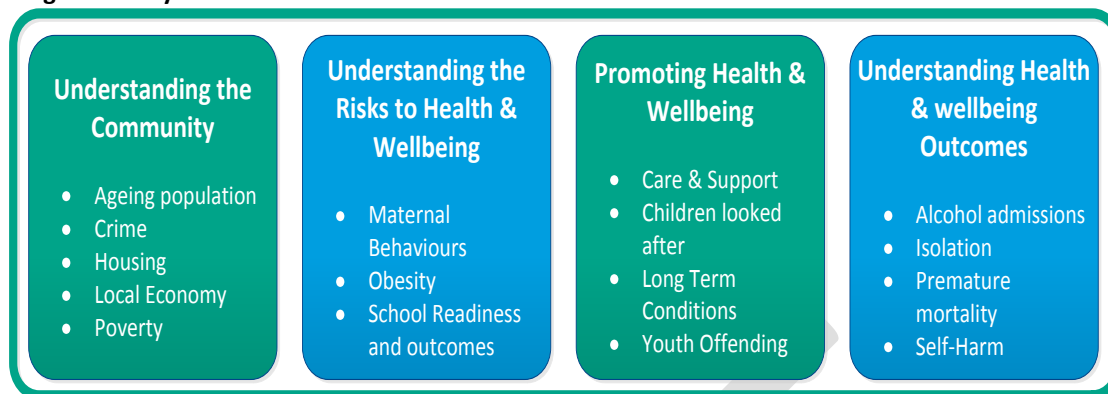 Understanding the
Community
• Ageing population
• Crime
• Housing
• Local Economy
• Poverty
Understanding the
Risks to Health &
Wellbeing
• Maternal
Behaviours
• Obesity
• School Readiness
and outcomes
Promoting Health &
Wellbeing
• Care & Support
• Children looked
after
• Long Term
Conditions
• Youth Offending
Understanding Health
& wellbeing
Outcomes
• Alcohol admissions
• Isolation
• Premature
mortality
• Self-Harm